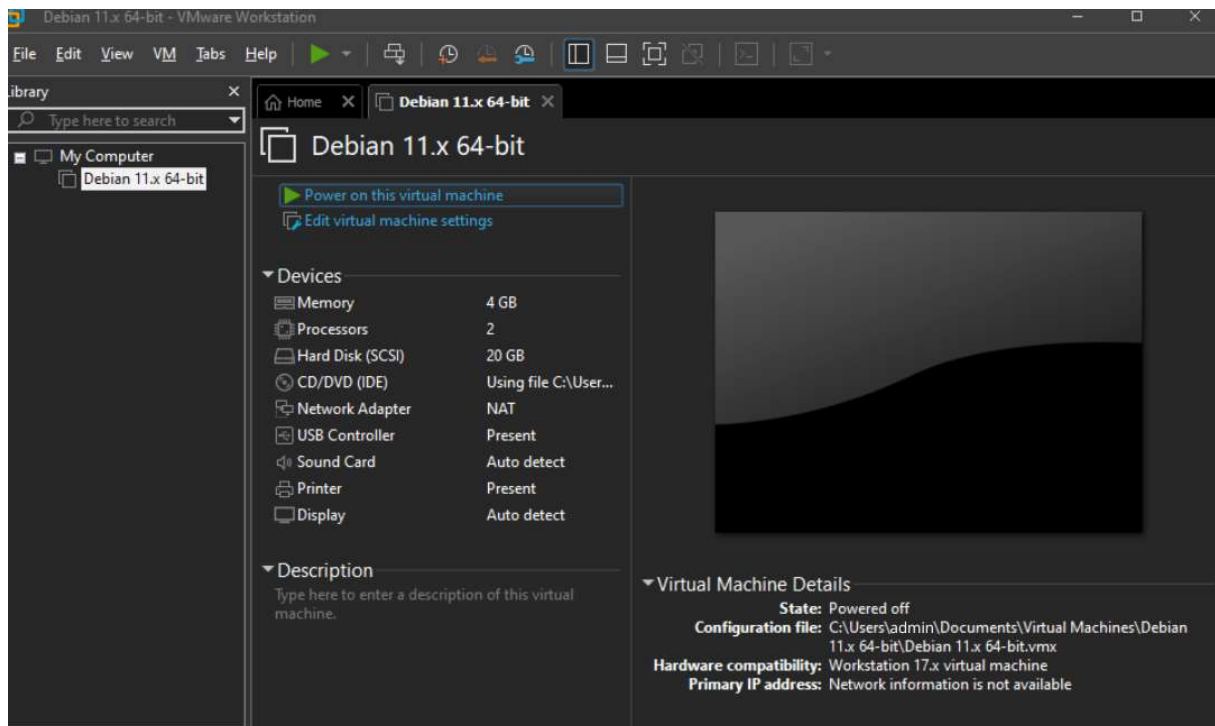 Debian 11.x 64-bit - VMware Workstation
File Edit View VM Tabs Help
Library
Type here to search
My Computer
Debian 11.x 64-bit
Home
Debian 11.x 64-bit
Debian 11.x 64-bit
Power on this virtual machine
Edit virtual machine settings
Devices
Memory 4 GB
Processors 2
Hard Disk (SCSI) 20 GB
CD/DVD (IDE) Using file C:\User...
Network Adapter NAT
USB Controller Present
Sound Card Auto detect
Printer Present
Display Auto detect
Description
Type here to enter a description of this virtual
machine.
Virtual Machine Details
State: Powered off
Configuration file: C:\Users\admin\Documents\Virtual Machines\Debian
11.x 64-bit\Debian 11.x 64-bit.vmx
Hardware compatibility: Workstation 17.x virtual machine
Primary IP address: Network information is not available